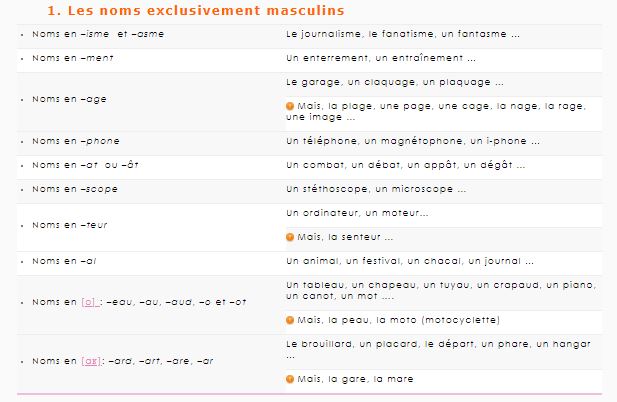 1. Les noms exclusivement masculins
Noms en –isme et –asme
Le journalisme, le fanatisme, un fantasme ...
Noms en –ment
Un enterrement, un entraînement ...
Noms en –age
Le garage, un claquage, un plaquage ...
Mais, la plage, une page, une cage, la nage, la rage,
une image ...
Noms en –phone
Un téléphone, un magnétophone, un i-phone ...
Noms en –at ou –ât
Un combat, un débat, un appât, un dégât ...
Noms en –scope
Un stéthoscope, un microscope ...
Noms en –teur
Un ordinateur, un moteur...
Mais, la senteur ...
Noms en –al
Un animal, un festival, un chacal, un journal ...
Noms en [o] : –eau, –au, –aud, –o et –ot
Un tableau, un chapeau, un tuyau, un crapaud, un piano,
un canot, un mot ....
Mais, la peau, la moto (motocyclette)
Noms en [aʁ]: –ard, –art, –are, –ar
Le brouillard, un placard, le départ, un phare, un hangar
...
Mais, la gare, la mare